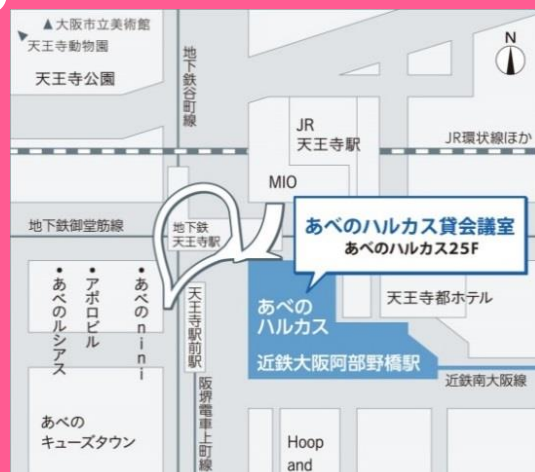 ▲大阪市立美術館
天王寺動物園
天王寺公園
地下鉄谷町線
N
JR
天王寺駅
JR環状線ほか
MIO
地下鉄御堂筋線
地下鉄
天王寺駅
あべのハルカス貸会議室
あべのハルカス25F
・あべのnini
・アポロビル
・あべのルシアス
天王寺駅前駅
あべの
ハルカス
天王寺都ホテル
近鉄大阪阿部野橋駅
近鉄南大阪線
阪堺電車上町線
あべの
キューズタウン
Hoop
and